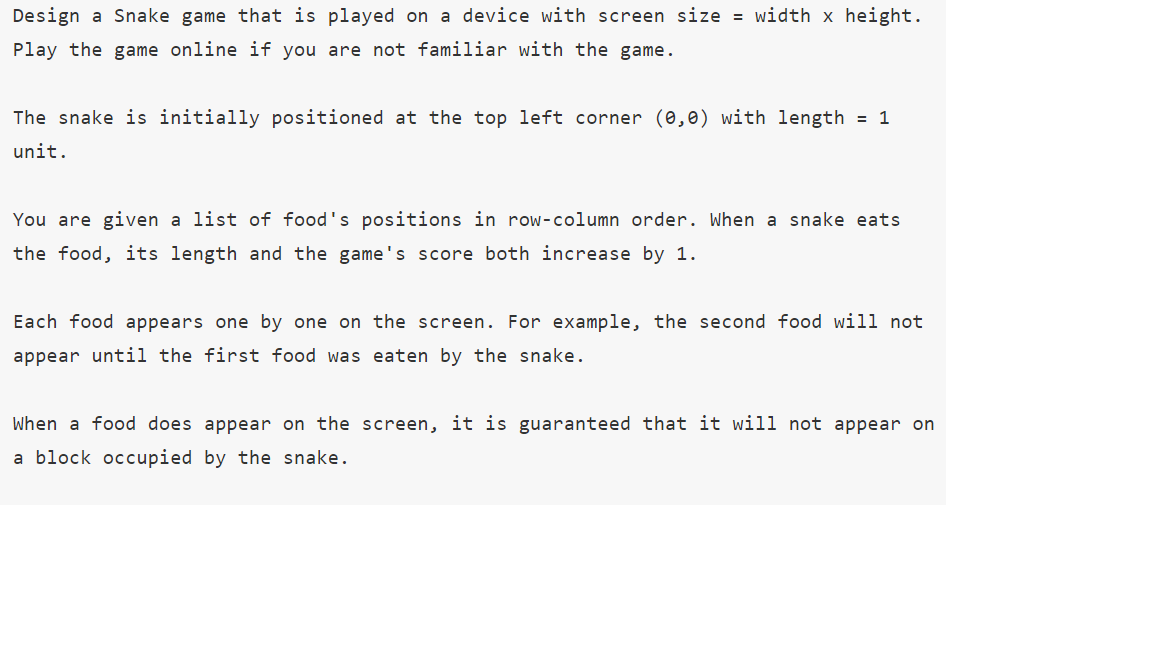 Design a Snake game that is played on a device with screen size = width x height.
Play the game online if you are not familiar with the game.
The snake is initially positioned at the top left corner (0,0) with length = 1
unit.
You are given a list of food's positions in row-column order. When a snake eats
the food, its length and the game's score both increase by 1.
Each food appears one by one on the screen. For example, the second food will not
appear until the first food was eaten by the snake.
When a food does appear on the screen, it is guaranteed that it will not appear on
a block occupied by the snake.